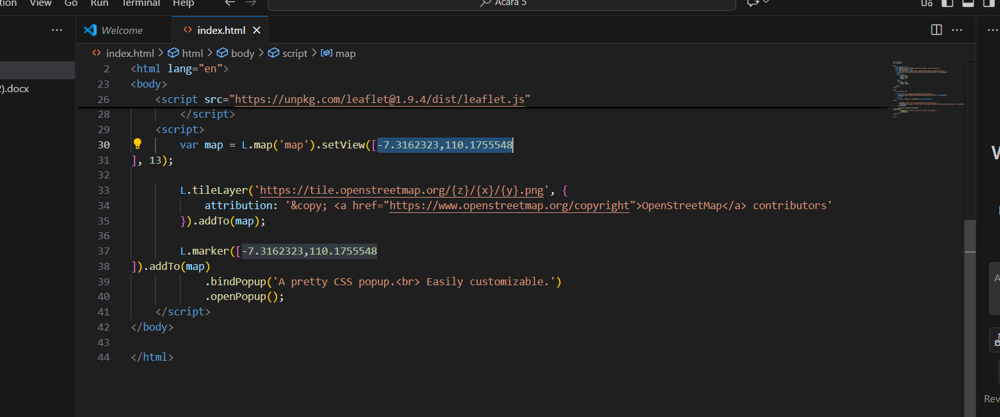 View Go Run Terminal Help
Acara 5
Welcome
index.html
index.html > html > body > script > map
).docx
2 <html lang="en">
23 <body>
26 <script src="https://unpkg.com/leaflet@1.9.4/dist/leaflet.js"
28 </script>
29 <script>
30 var map = L.map('map').setView([-7.3162323,110.1755548
31 ], 13);
32
33 L.tileLayer('https://tile.openstreetmap.org/{z}/{x}/{y}.png', {
34 attribution: '&copy; <a href="https://www.openstreetmap.org/copyright">OpenStreetMap</a> contributors'
35 }).addTo(map);
36
37 L.marker([-7.3162323,110.1755548
38 ]).addTo(map)
39 .bindPopup('A pretty CSS popup.<br> Easily customizable.')
40 .openPopup();
41 </script>
42 </body>
43
44 </html>